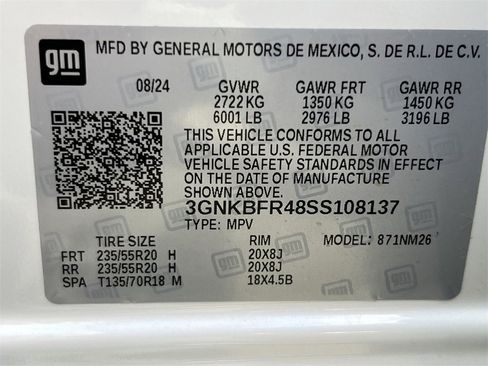 gm
MFD BY GENERAL MOTORS DE MEXICO, S. DE R.L. DE C.V.
08/24 GVWR GAWR FRT GAWR RR
2722 KG 1350 KG 1450 KG
6001 LB 2976 LB 3196 LB
THIS VEHICLE CONFORMS TO ALL
APPLICABLE U.S. FEDERAL MOTOR
VEHICLE SAFETY STANDARDS IN EFFECT
ON THE DATE OF MANUFACTURE
SHOWN ABOVE.
3GNKBFR48SS108137
TYPE: MPV MODEL: 871NM26
TIRE SIZE RIM
FRT 235/55R20 H 20X8J
RR 235/55R20 H 20X8J
SPA T135/70R18 M 18X4.5B